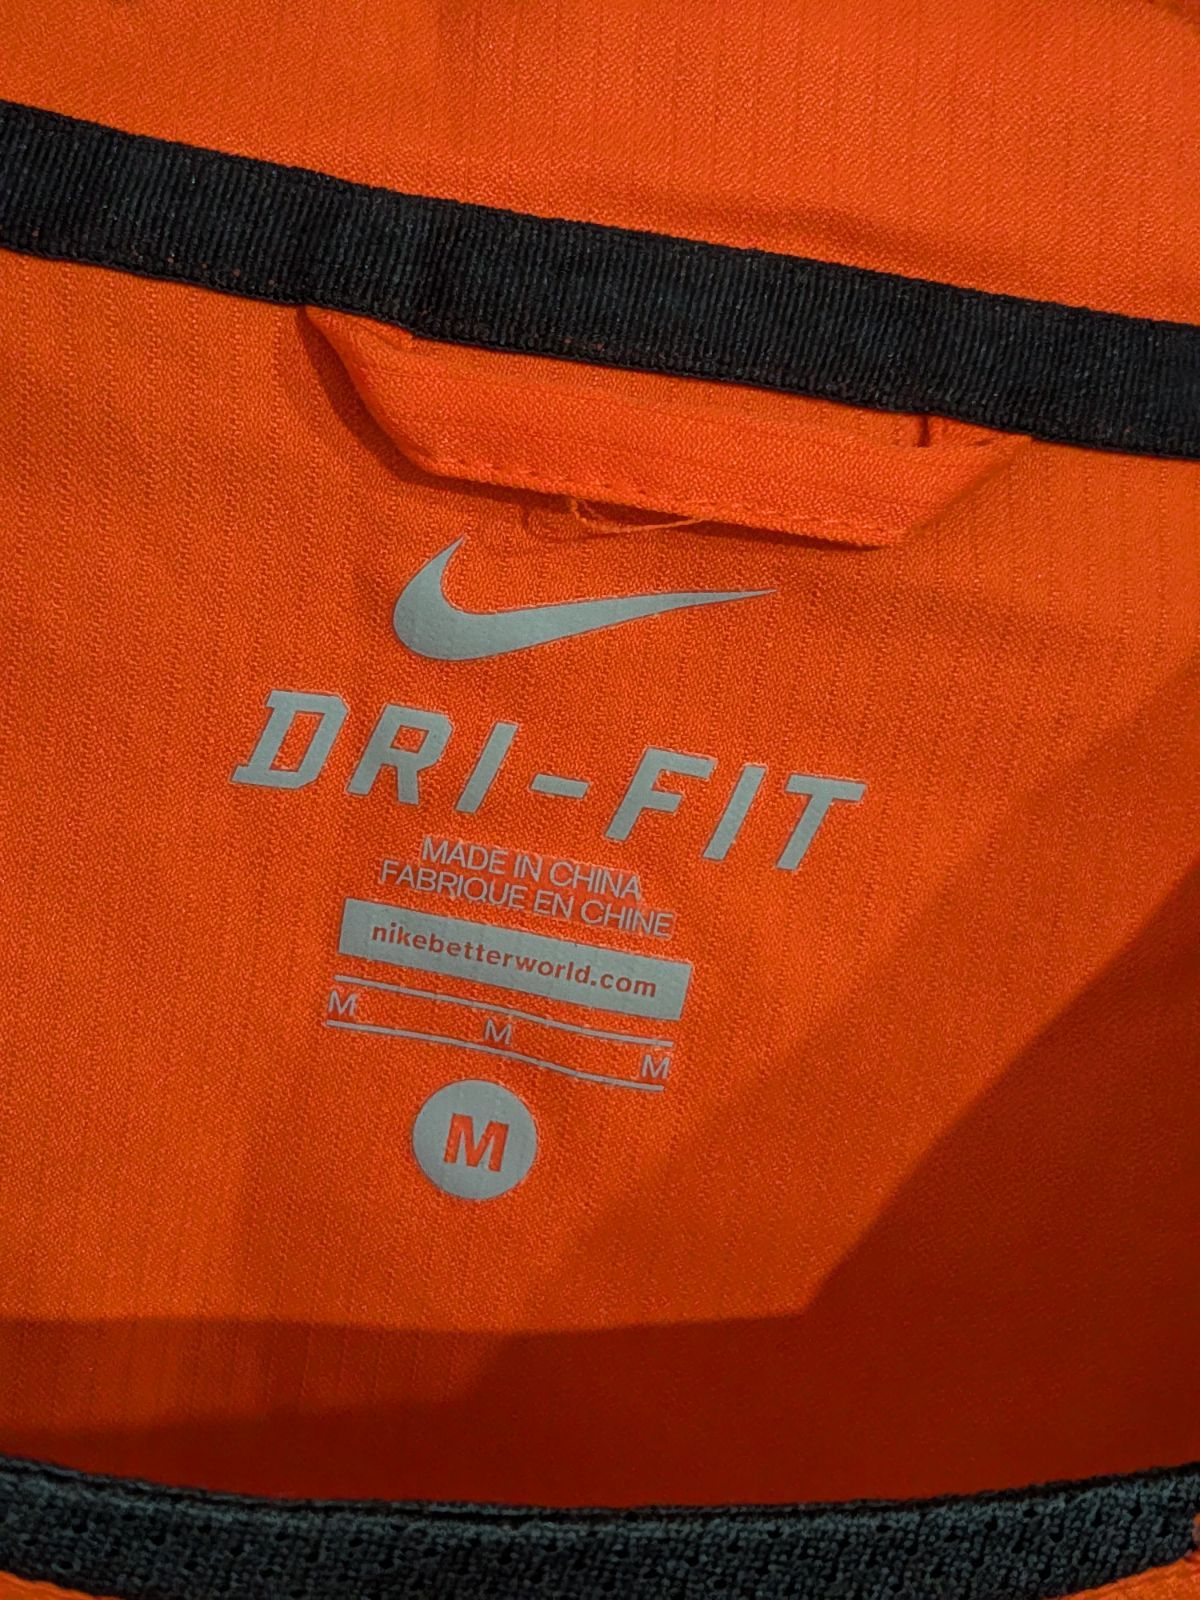 DRI-FIT
MADE IN CHINA
FABRIQUE EN CHINE
nikebetterworld.com
M M M
M